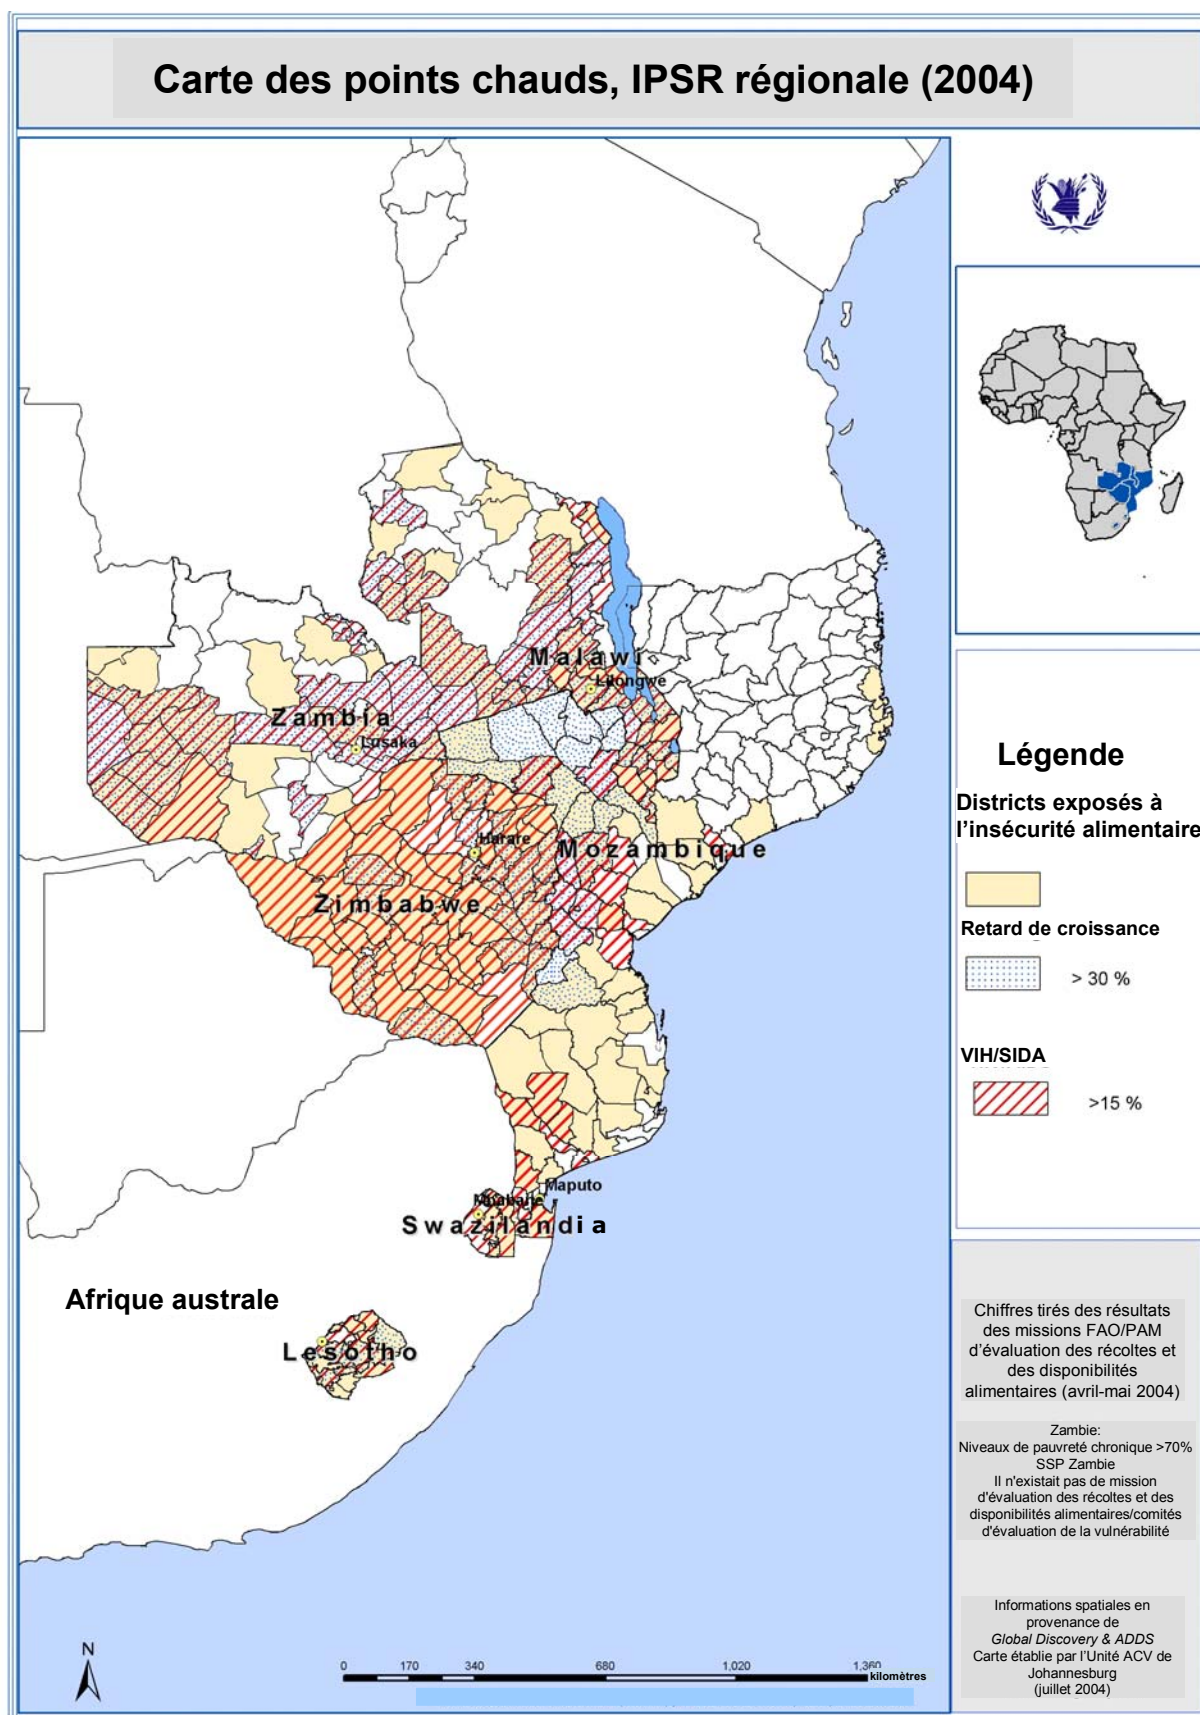 Carte des points chauds, IPSR régionale (2004)
Malawi
Lilongwe
Zambia
Lusaka
Harare
Mozambique
Zimbabwe
Maputo
Mbabane
Swazilandia
Afrique australe
Lesotho
N
0 170 340 680 1,020 1,360
kilomètres
Légende
Districts exposés à
l'insécurité alimentaire
Retard de croissance
> 30 %
VIH/SIDA
>15 %
Chiffres tirés des résultats
des missions FAO/PAM
d'évaluation des récoltes et
des disponibilités
alimentaires (avril-mai 2004)
Zambie:
Niveaux de pauvreté chronique >70%
SSP Zambie
Il n'existait pas de mission
d'évaluation des récoltes et des
disponibilités alimentaires/comités
d'évaluation de la vulnérabilité
Informations spatiales en
provenance de
Global Discovery & ADDS
Carte établie par l'Unité ACV de
Johannesburg
(juillet 2004)